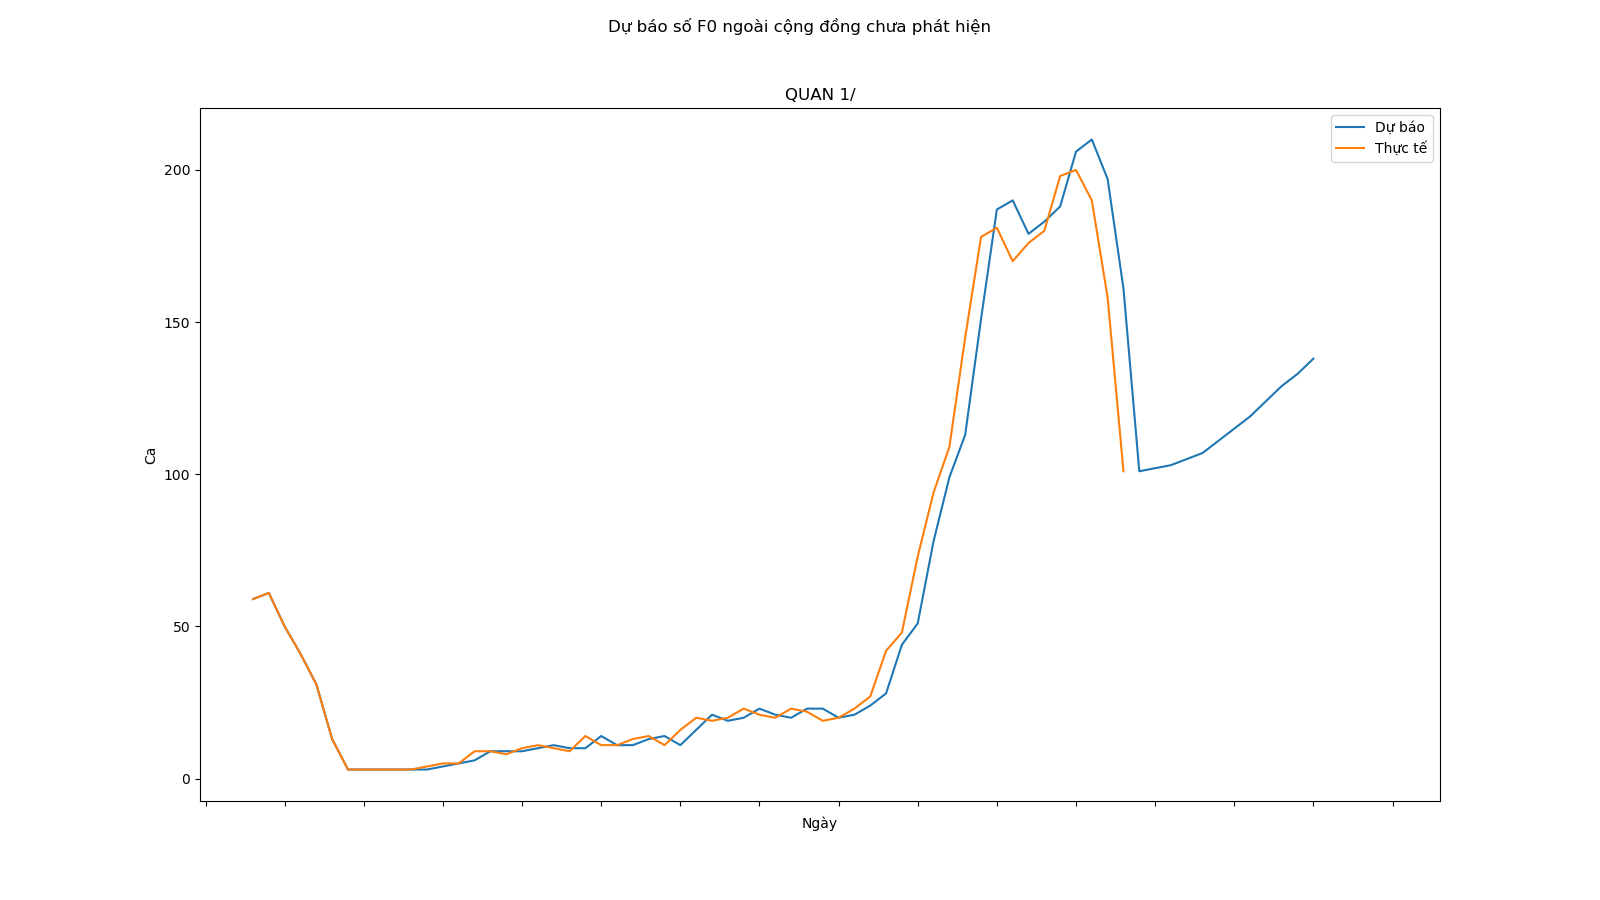 Dự báo số F0 ngoài cộng đồng chưa phát hiện
QUAN 1/
Dự báo
Thực tế
200
150
100
50
0
Ca
Ngày